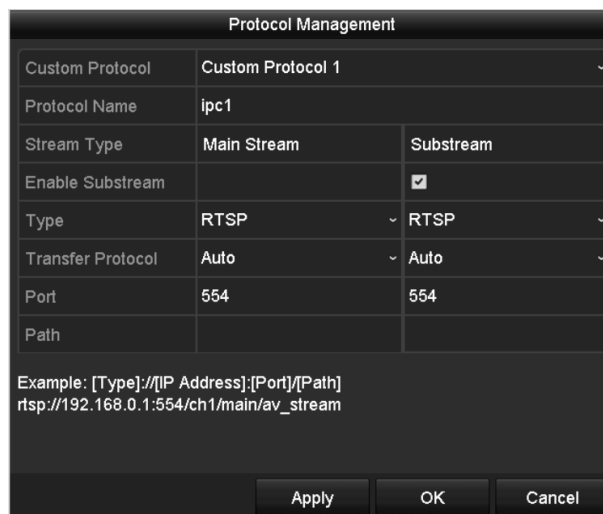 Protocol Management
Custom Protocol Custom Protocol 1
Protocol Name ipc1
Stream Type Main Stream Substream
Enable Substream
Type RTSP RTSP
Transfer Protocol Auto Auto
Port 554 554
Path
Example: [Type]://[IP Address]:[Port]/[Path]
rtsp://192.168.0.1:554/ch1/main/av_stream
Apply OK Cancel